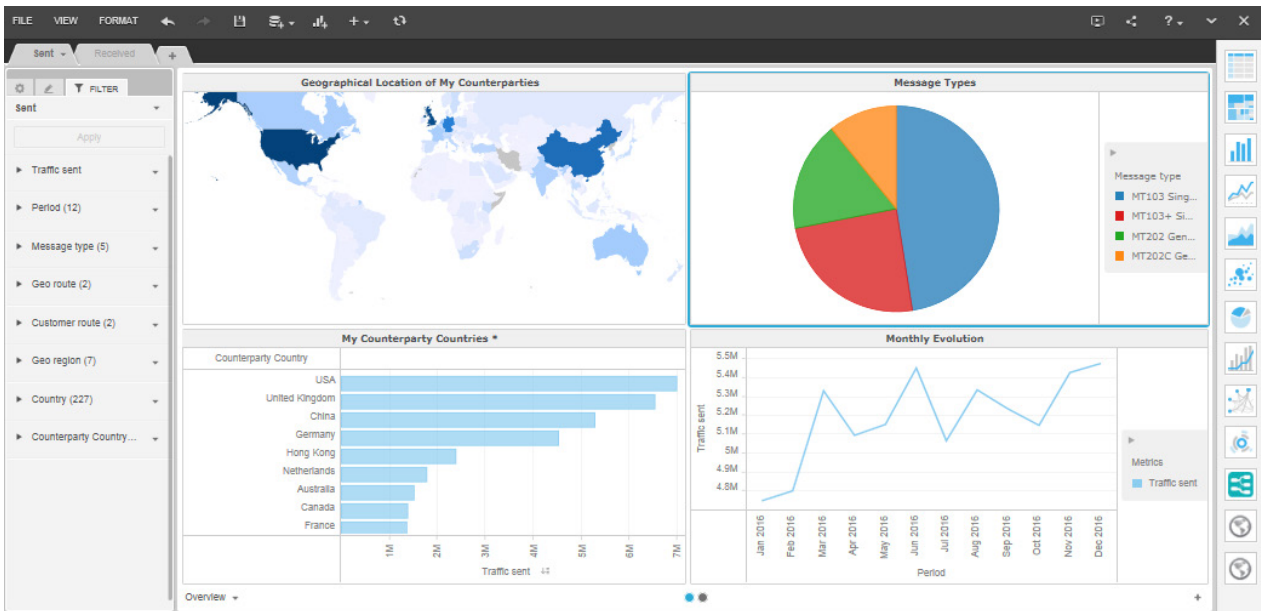 FILE VIEW FORMAT
?
Sent Received +
FILTER
Sent
Apply
Traffic sent
Period (12)
Message type (5)
Geo route (2)
Customer route (2)
Geo region (7)
Country (227)
Counterparty Country...
Geographical Location of My Counterparties
Message Types
Message type
MT103 Sing...
MT103+ Si...
MT202 Gen...
MT202C Ge...
My Counterparty Countries *
Counterparty Country
USA
United Kingdom
China
Germany
Hong Kong
Netherlands
Australia
Canada
France
1M 2M 3M 4M 5M 6M 7M
Traffic sent
Monthly Evolution
5.5M
5.4M
5.3M
5.2M
5.1M
5M
4.9M
4.8M
Traffic sent
Jan 2016 Feb 2016 Mar 2016 Apr 2016 May 2016 Jun 2016 Jul 2016 Aug 2016 Sep 2016 Oct 2016 Nov 2016 Dec 2016
Period
Metrics
Traffic sent
Overview
+